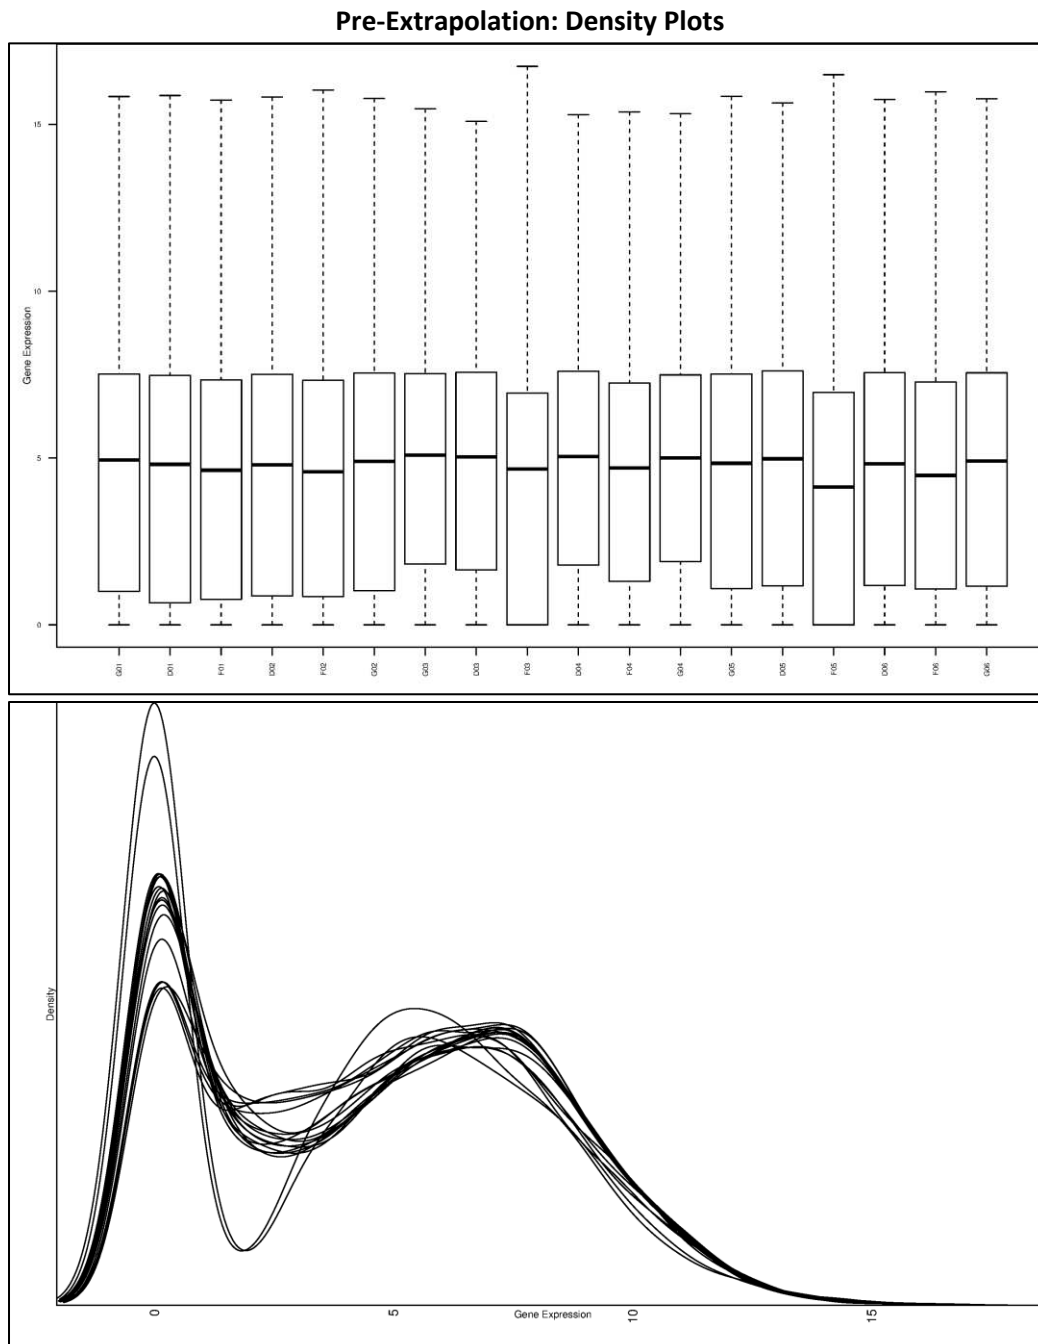 Pre-Extrapolation: Density Plots
15
10
Gene Expression
5
0
G01 D01 F01 D02 F02 G02 G03 D03 F03 D04 F04 G04 G05 D05 F05 D06 F06 G06
Density
0 5 10 15
Gene Expression